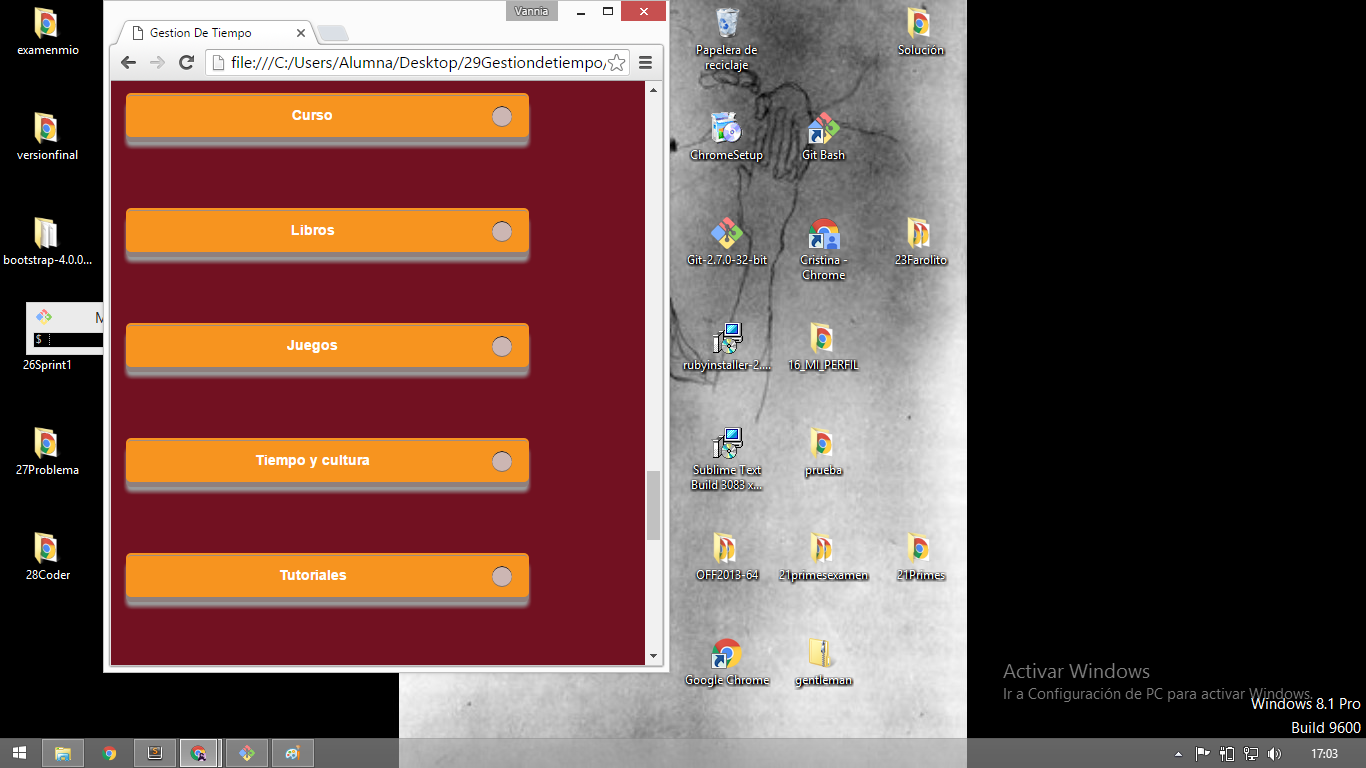 examenmio
versionfinal
bootstrap-4.0.0...
$
26Sprint1
27Problema
28Coder
Vannia
Gestion De Tiempo
file:///C:/Users/Alumna/Desktop/29Gestiondetiempo/
Curso
Libros
Juegos
Tiempo y cultura
Tutoriales
Papelera de
reciclaje
Solución
ChromeSetup
Git Bash
Git-2.7.0-32-bit
Cristina -
Chrome
23Farolito
rubyinstaller-2....
16_MI_PERFIL
Sublime Text
Build 3083 x...
prueba
OFF2013-64
21primesexamen
21Primes
Google Chrome
gentleman
Activar Windows
Ir a Configuración de PC para activar Windows.
Windows 8.1 Pro
Build 9600
17:03